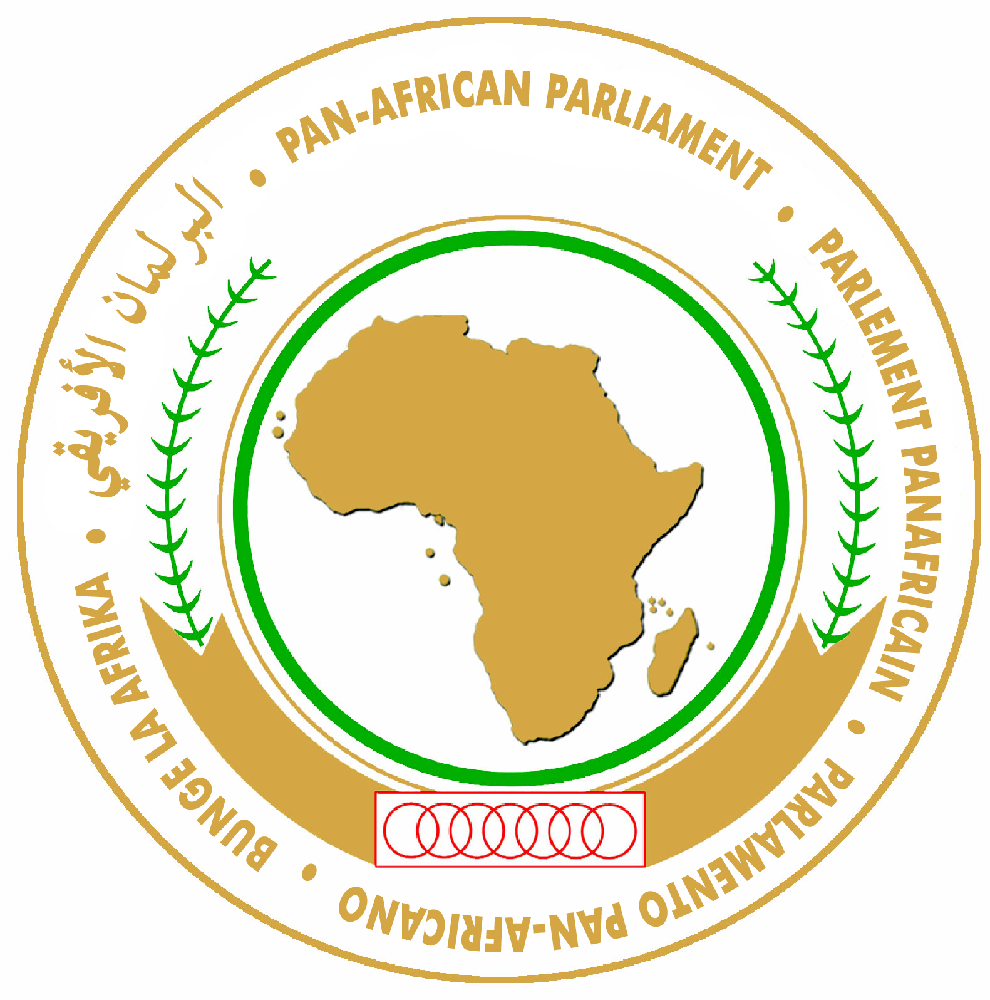 PAN-AFRICAN PARLIAMENT
PARLEMENT PANAFRICAIN
PARLAMENTO PAN-AFRICANO
BUNGE LA AFRIKA
البرلمان الأفريقي